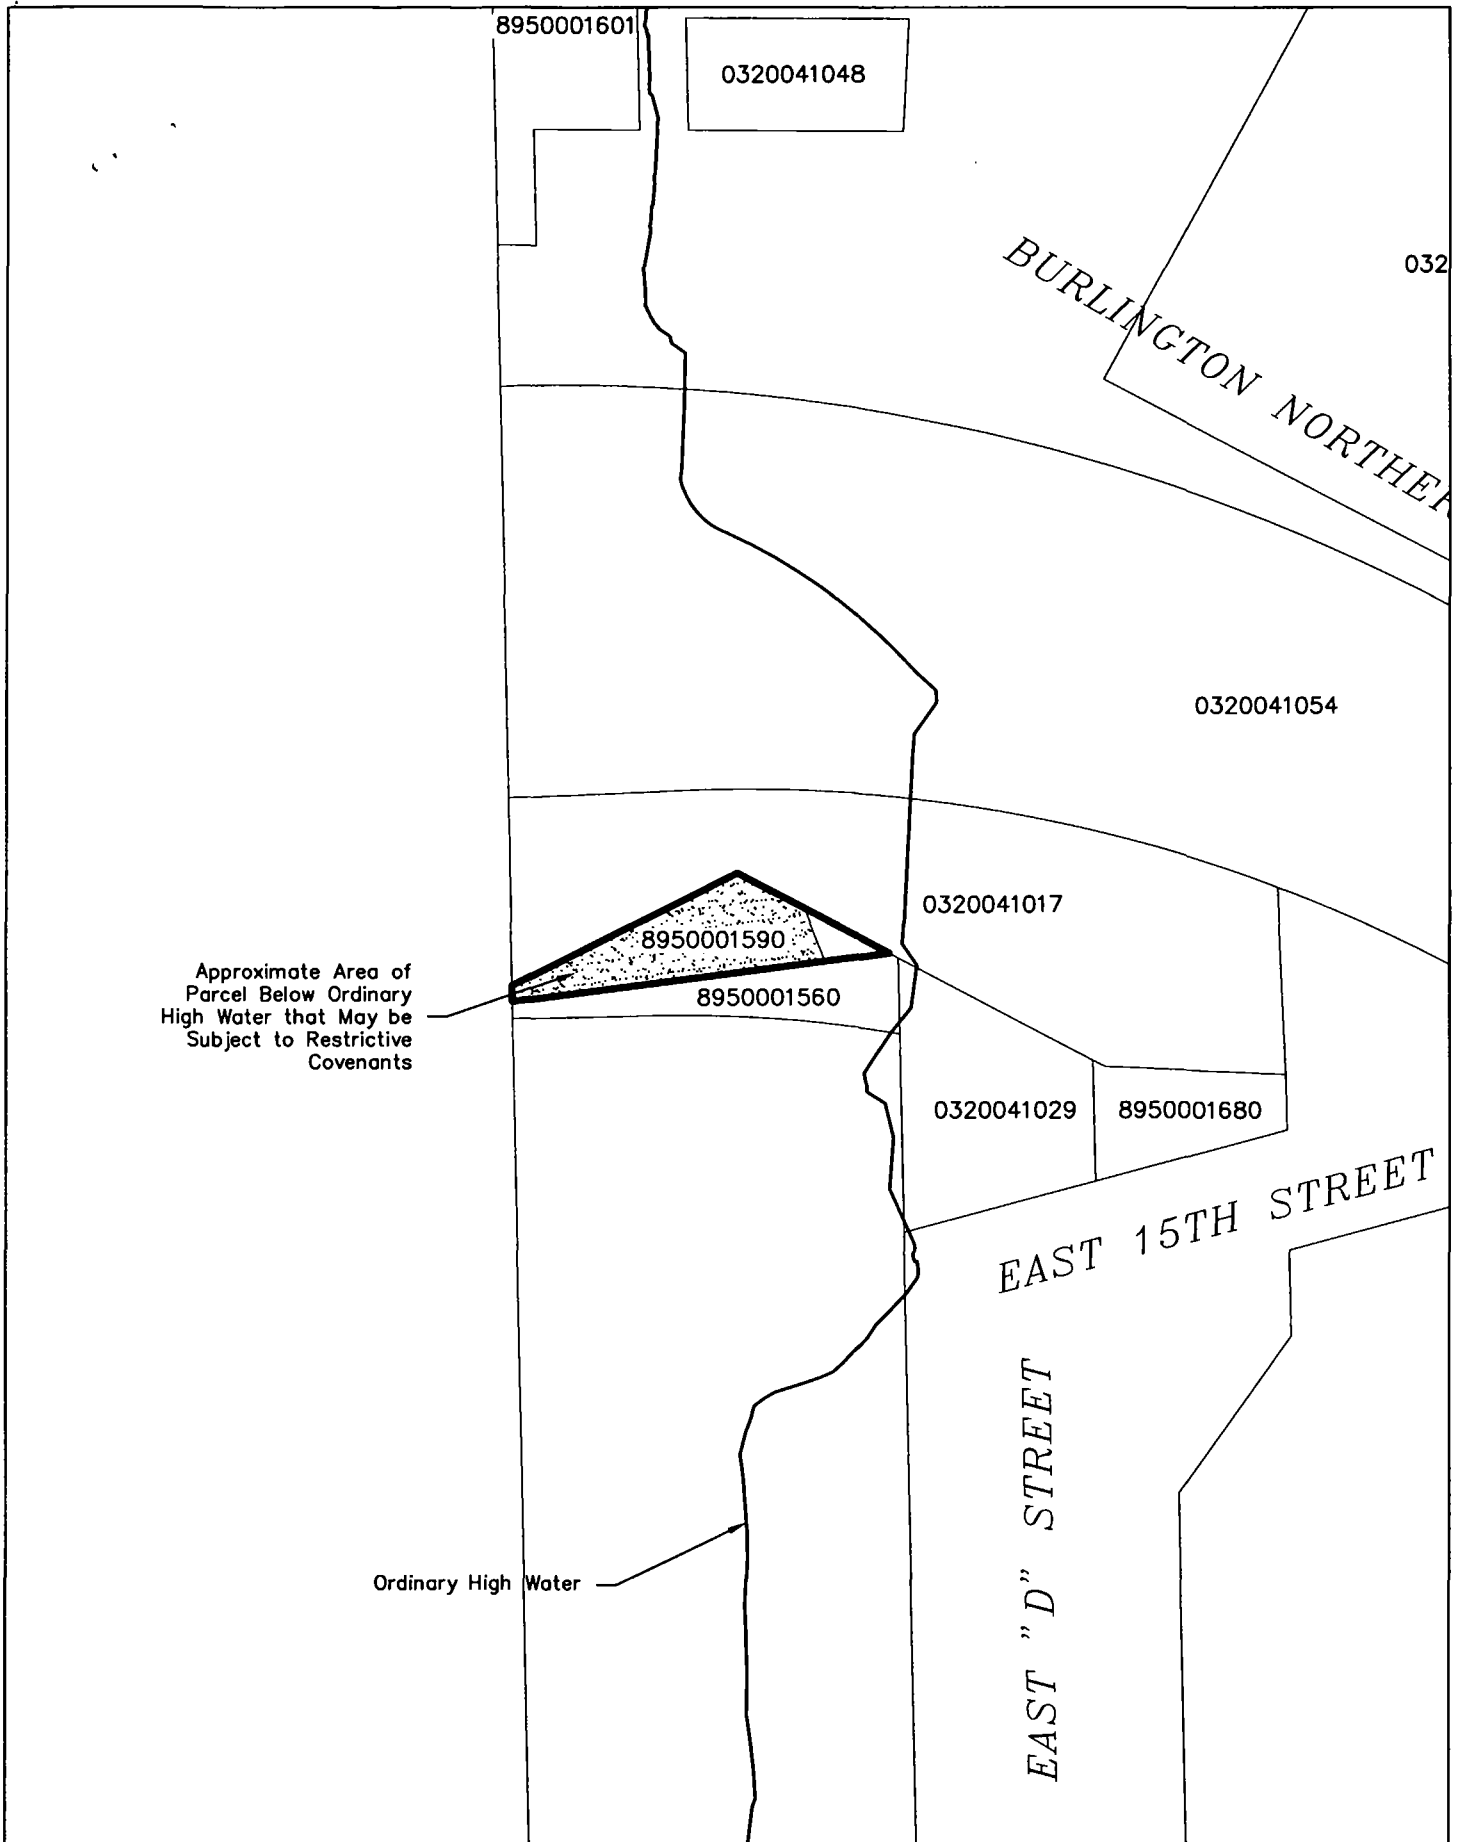 8950001601
0320041048
BURLINGTON NORTHER
032
0320041054
0320041017
8950001590
Approximate Area of
Parcel Below Ordinary
High Water that May be
Subject to Restrictive
Covenants
8950001560
0320041029
8950001680
EAST 15TH STREET
EAST "D" STREET
Ordinary High Water